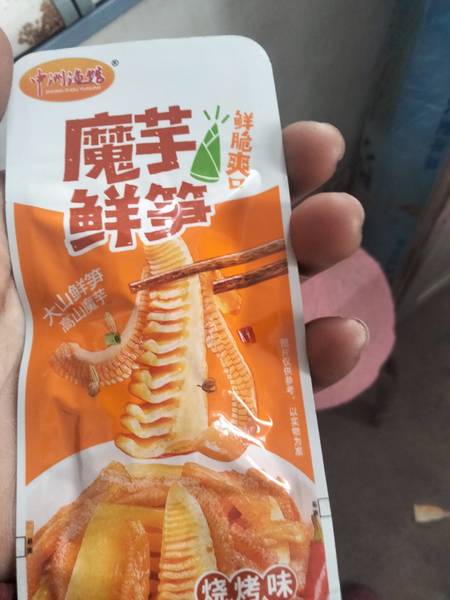 中洲渔鹊
®
魔芋
鲜笋
鲜脆爽口
大山鲜笋
高山魔芋
图片仅供参考，以实物为准
烧烤味